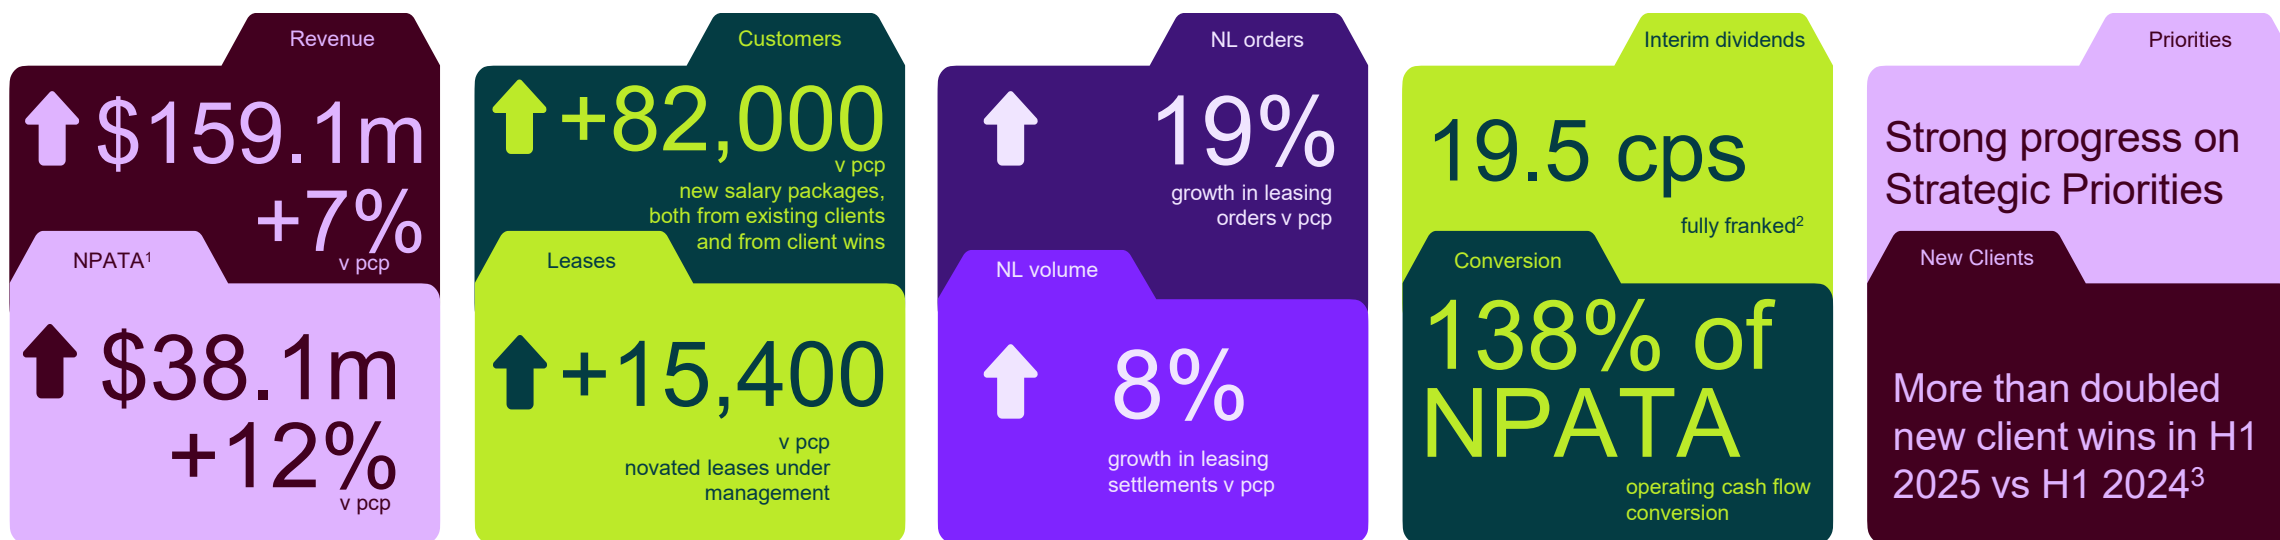 Revenue
$159.1m
+7%
v pcp
NPATA¹
$38.1m
+12%
v pcp
Customers
+82,000
v pcp
new salary packages,
both from existing clients
and from client wins
Leases
+15,400
v pcp
novated leases under
management
NL orders
19%
growth in leasing
orders v pcp
NL volume
8%
growth in leasing
settlements v pcp
Interim dividends
19.5 cps
fully franked²
Conversion
138% of
NPATA
operating cash flow
conversion
Priorities
Strong progress on
Strategic Priorities
New Clients
More than doubled
new client wins in H1
2025 vs H1 2024³